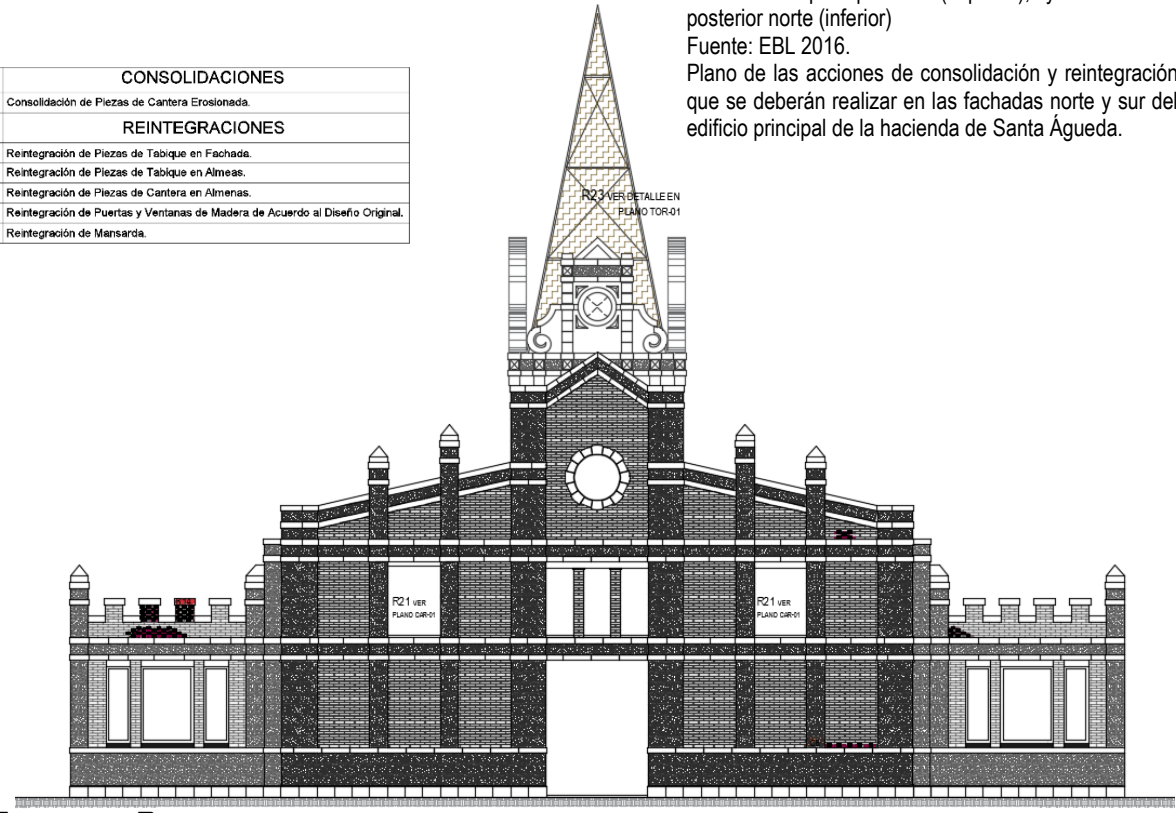 posterior norte (inferior)
Fuente: EBL 2016.
Plano de las acciones de consolidación y reintegración
que se deberán realizar en las fachadas norte y sur del
edificio principal de la hacienda de Santa Águeda.
CONSOLIDACIONES
Consolidación de Piezas de Cantera Erosionada.
REINTEGRACIONES
Reintegración de Piezas de Tabique en Fachada.
Reintegración de Piezas de Tabique en Almeas.
Reintegración de Piezas de Cantera en Almenas.
Reintegración de Puertas y Ventanas de Madera de Acuerdo al Diseño Original.
Reintegración de Mansarda.
R23 VER DETALLE EN
PLANO TOR-01
R21 VER
PLANO CAR-01
R21 VER
PLANO CAR-01